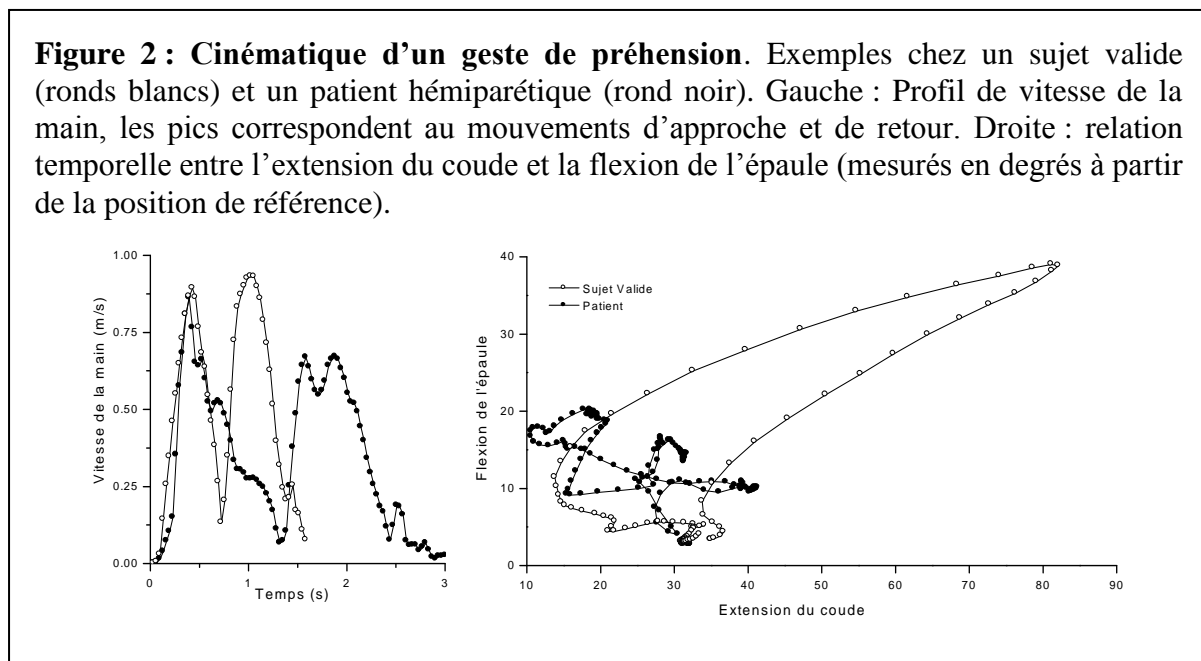 Figure 2 : Cinématique d’un geste de préhension. Exemples chez un sujet valide
(ronds blancs) et un patient hémiparétique (rond noir). Gauche : Profil de vitesse de la
main, les pics correspondent au mouvements d’approche et de retour. Droite : relation
temporelle entre l’extension du coude et la flexion de l’épaule (mesurés en degrés à partir
de la position de référence).
Vitesse de la main (m/s)
1.00
0.75
0.50
0.25
0.00
0 1 2 3
Temps (s)
Flexion de l'épaule
40
30
20
10
0
Sujet Valide
Patient
10 20 30 40 50 60 70 80 90
Extension du coude